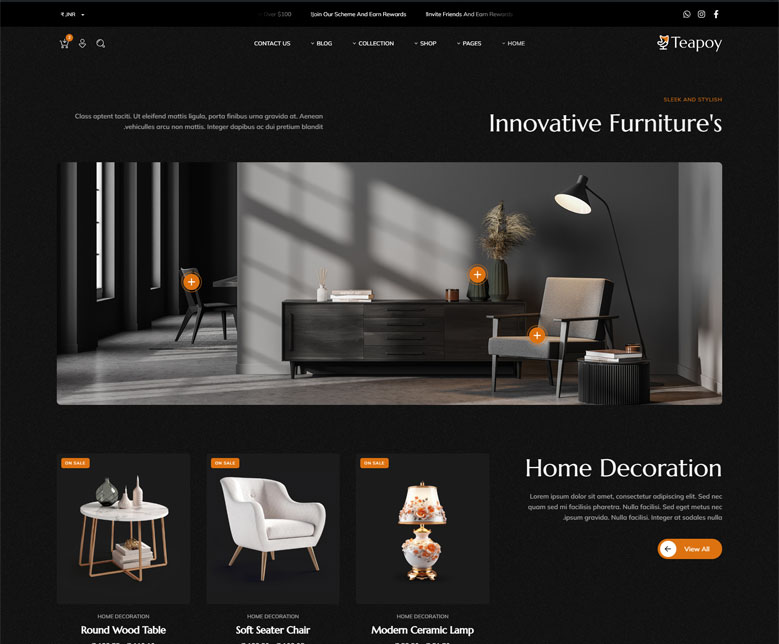 ₹ ,INR
Over $100
!Join Our Scheme And Earn Rewards
!Invite Friends And Earn Rewards
CONTACT US
BLOG
COLLECTION
SHOP
PAGES
HOME
Teapoy
SLEEK AND STYLISH
Innovative Furniture's
Class aptent taciti. Ut eleifend mattis ligula, porta finibus urna gravida at. Aenean
.vehiculles arcu non mattis. Integer dapibus ac dui pretium blandit
ON SALE
ON SALE
ON SALE
Home Decoration
Lorem ipsum dolor sit amet, consectetur adipiscing elit. Sed nec
quam sed mi facilisis pharetra. Nulla facilisi. Sed eget metus nec
.ipsum gravida. Nulla facilisi. Integer at sodales nulla
View All
HOME DECORATION
Round Wood Table
HOME DECORATION
Soft Seater Chair
HOME DECORATION
Modern Ceramic Lamp